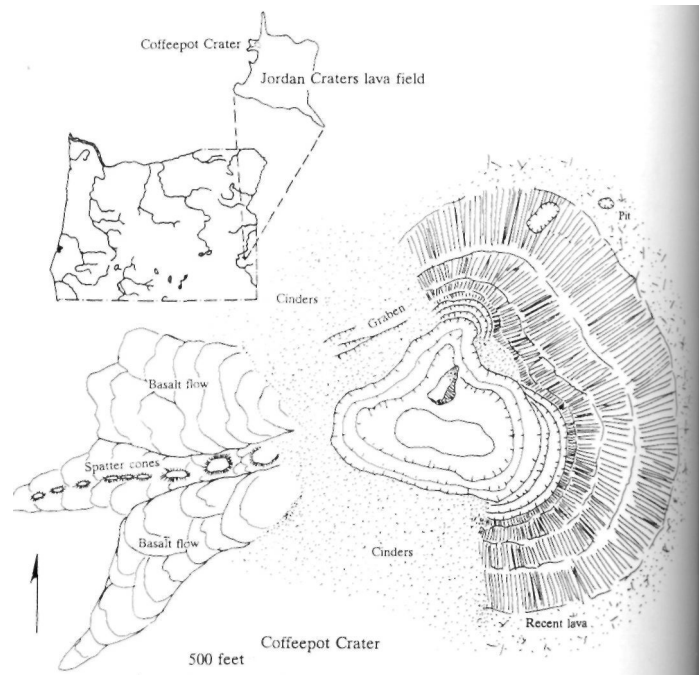 Coffeepot Crater
Jordan Craters lava field
Pit
Cinders
Graben
Basalt flow
Spatter cones
Basalt flow
Cinders
Recent lava
Coffeepot Crater
500 feet